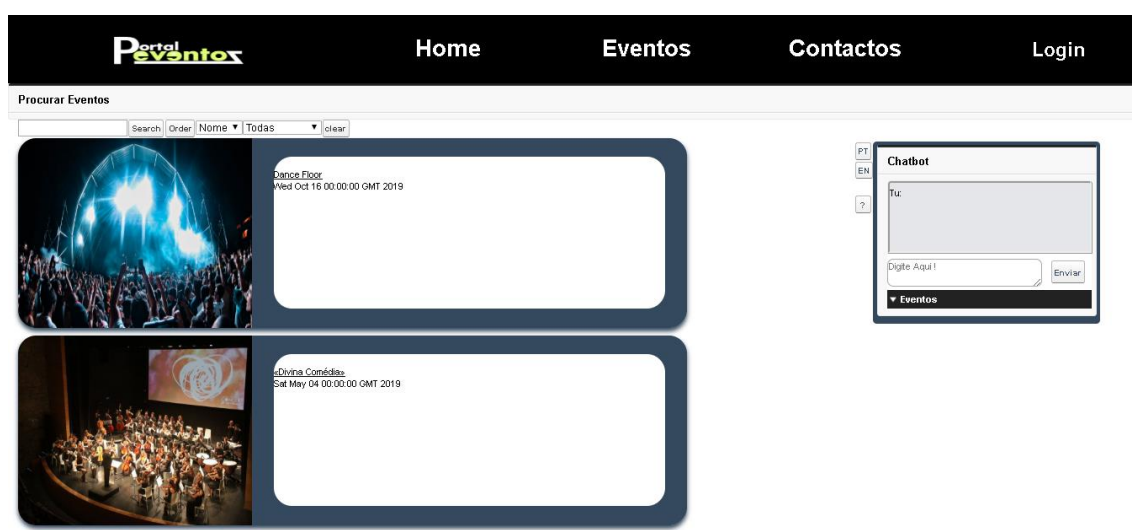 Portal eventos Home Eventos Contactos Login
Procurar Eventos
Search Order Nome ▼ Todas ▼ clear
Dance Floor
Wed Oct 16 00:00:00 GMT 2019
«Divina Comédia»
Sat May 04 00:00:00 GMT 2019
PT
EN
?
Chatbot
Tu:
Digite Aqui !
Enviar
▼ Eventos